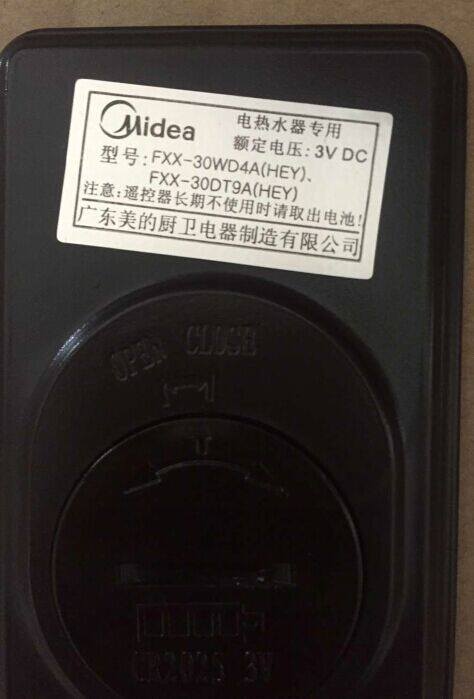 Midea 电热水器专用
额定电压: 3V DC
型号: FXX-30WD4A(HEY)、
FXX-30DT9A(HEY)
注意:遥控器长期不使用时请取出电池!
广东美的厨卫电器制造有限公司
OPEN CLOSE
CR2025 3V